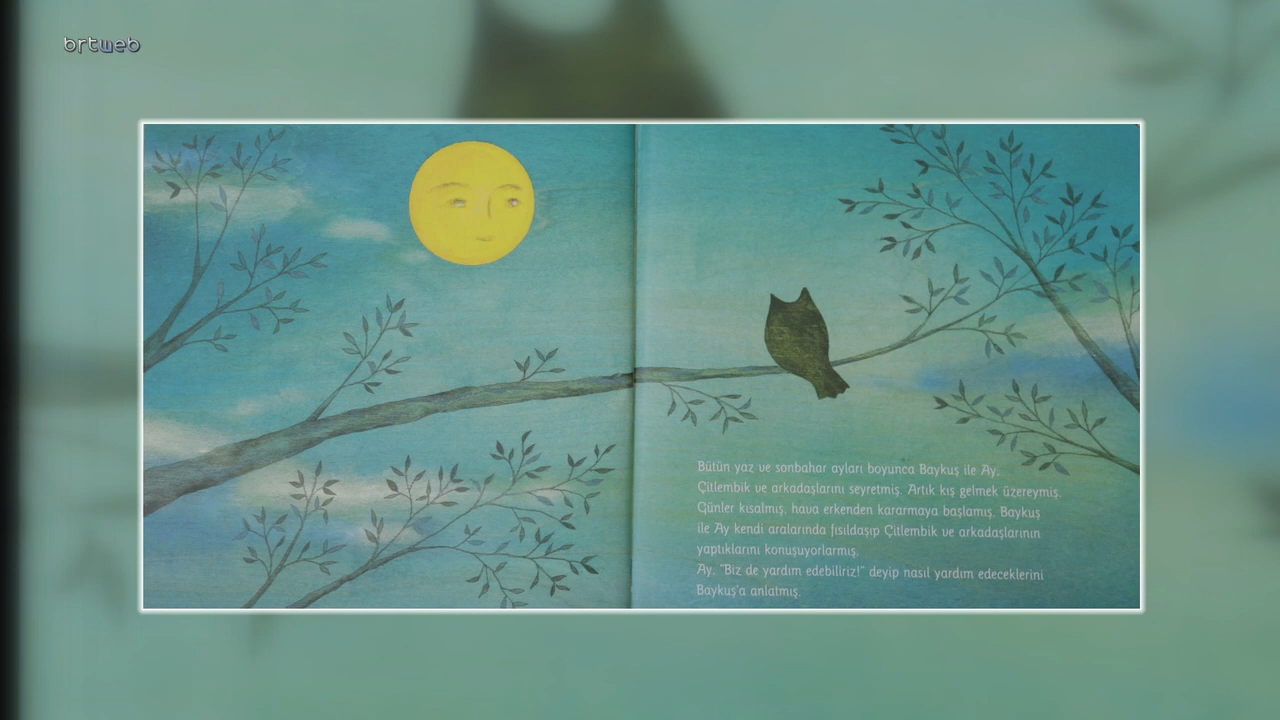 brtweb
Bütün yaz ve sonbahar ayları boyunca Baykuş ile Ay,
Çitlembik ve arkadaşlarını seyretmiş. Artık kış gelmek üzereymiş.
Günler kısalmış, hava erkenden kararmaya başlamış. Baykuş
ile Ay kendi aralarında fısıldaşıp Çitlembik ve arkadaşlarının
yaptıklarını konuşuyorlarmış.
Ay, "Biz de yardım edebiliriz!" deyip nasıl yardım edeceklerini
Baykuş'a anlatmış.